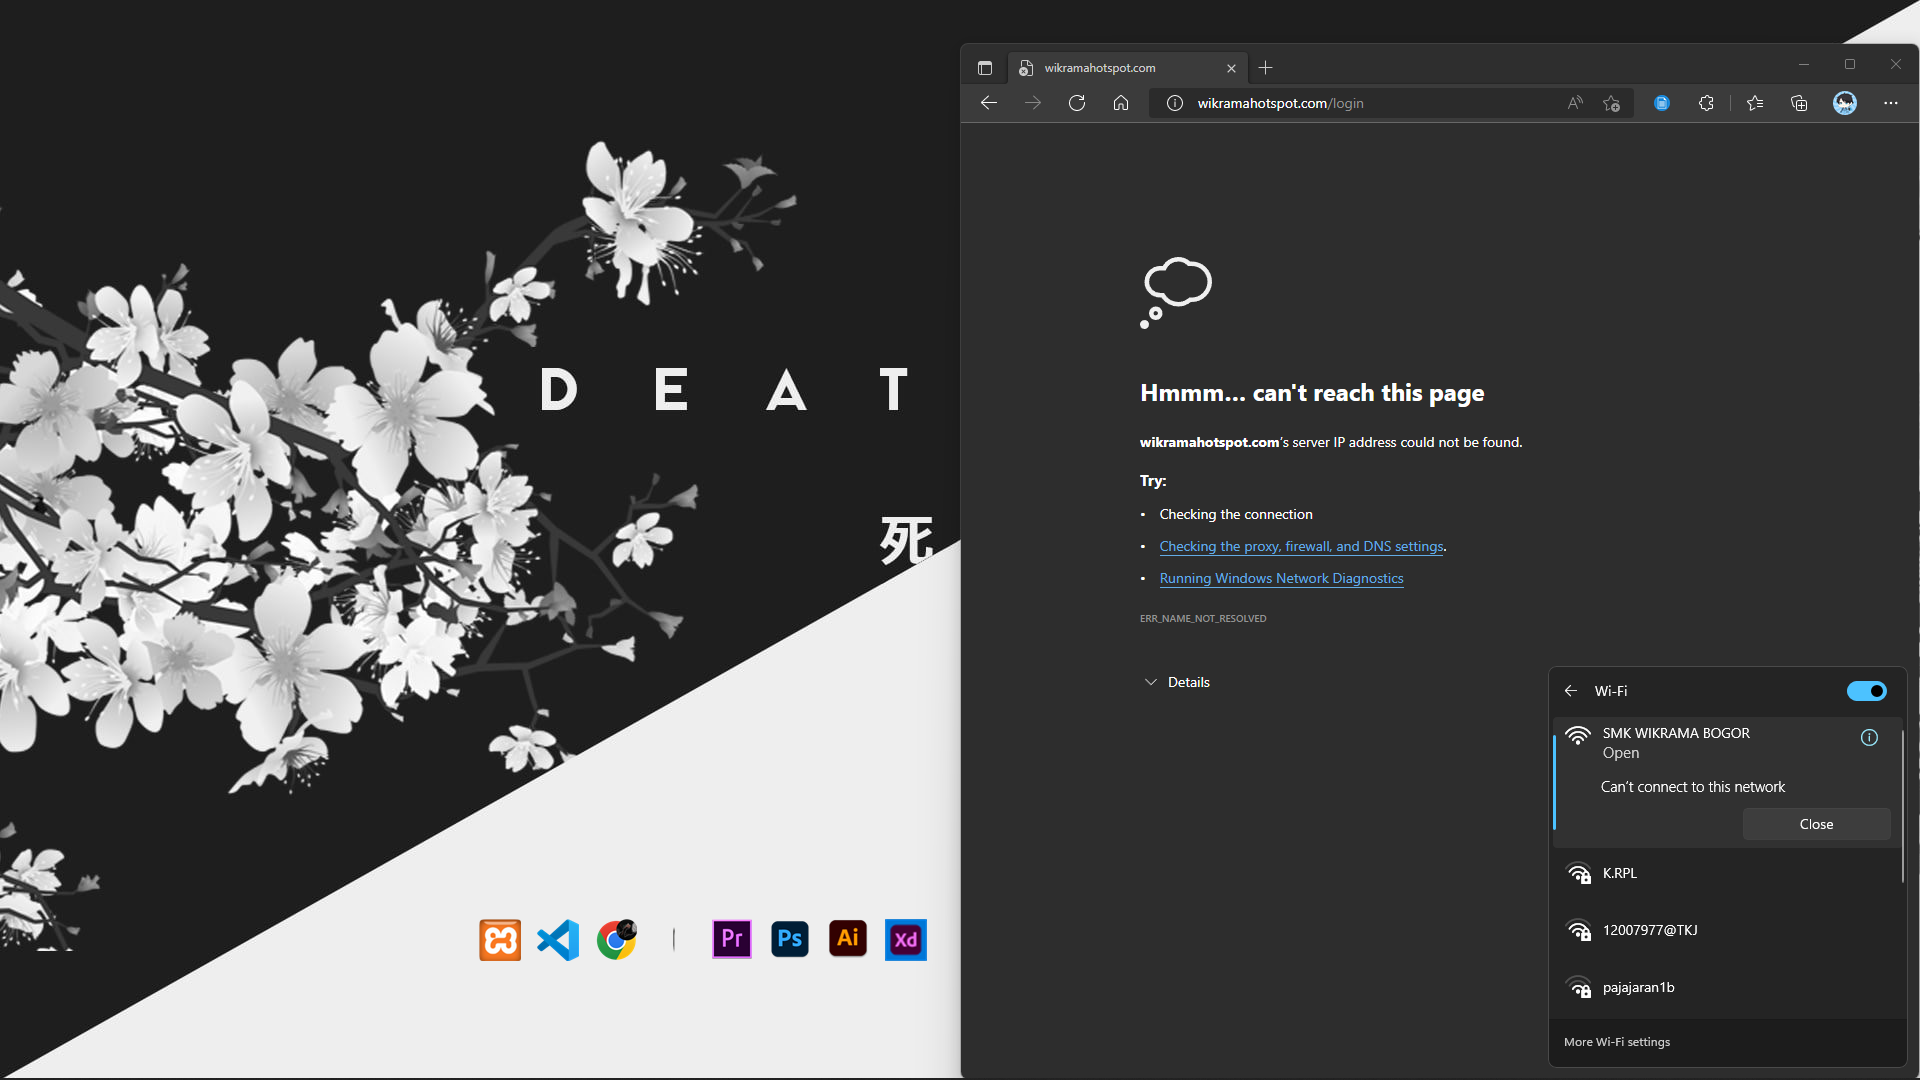 wikramahotspot.com
wikramahotspot.com/login
D E A T
死
Hmmm... can't reach this page
wikramahotspot.com's server IP address could not be found.
Try:
• Checking the connection
• Checking the proxy, firewall, and DNS settings.
• Running Windows Network Diagnostics
ERR_NAME_NOT_RESOLVED
Details
Wi-Fi
SMK WIKRAMA BOGOR
Open
Can't connect to this network
Close
K.RPL
12007977@TKJ
pajajaran1b
More Wi-Fi settings
Pr
Ps
Ai
Xd